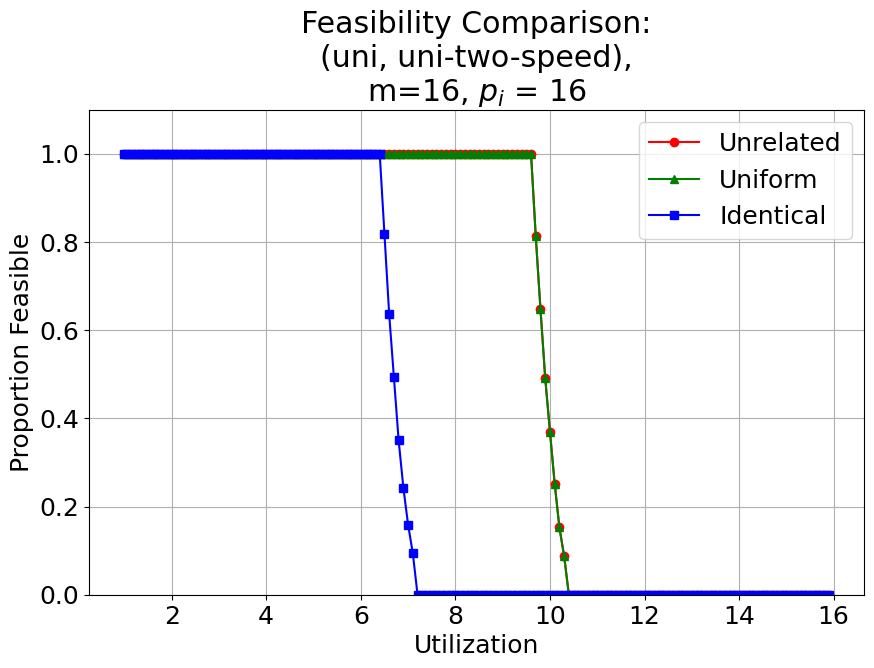 Feasibility Comparison:
(uni, uni-two-speed),
m=16, $p_i$ = 16
Unrelated
Uniform
Identical
Proportion Feasible
1.0
0.8
0.6
0.4
0.2
0.0
2 4 6 8 10 12 14 16
Utilization